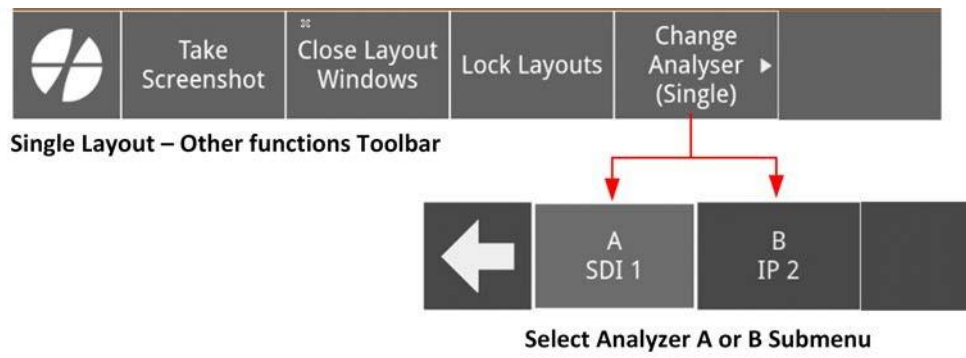 Take
Screenshot
Close Layout
Windows
Lock Layouts
Change
Analyser
(Single)
Single Layout – Other functions Toolbar
A
SDI 1
B
IP 2
Select Analyzer A or B Submenu